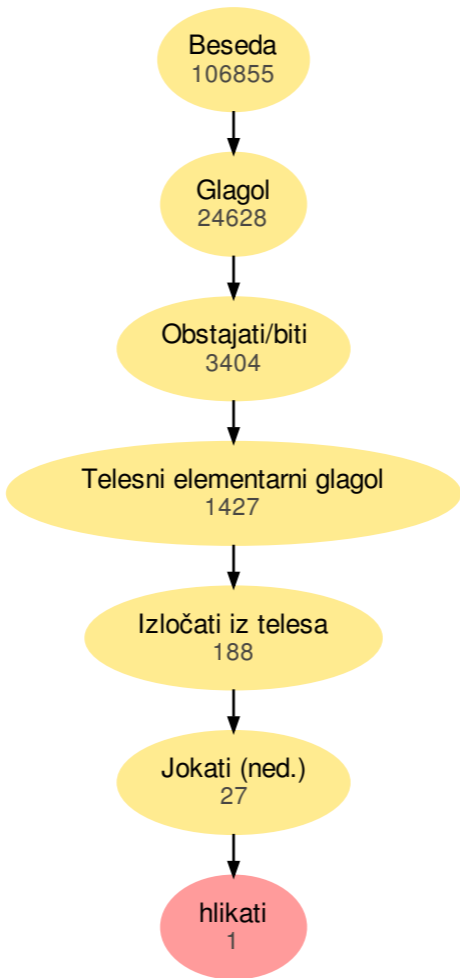 Beseda
106855
Glagol
24628
Obstajati/biti
3404
Telesni elementarni glagol
1427
Izločati iz telesa
188
Jokati (ned.)
27
hlikati
1